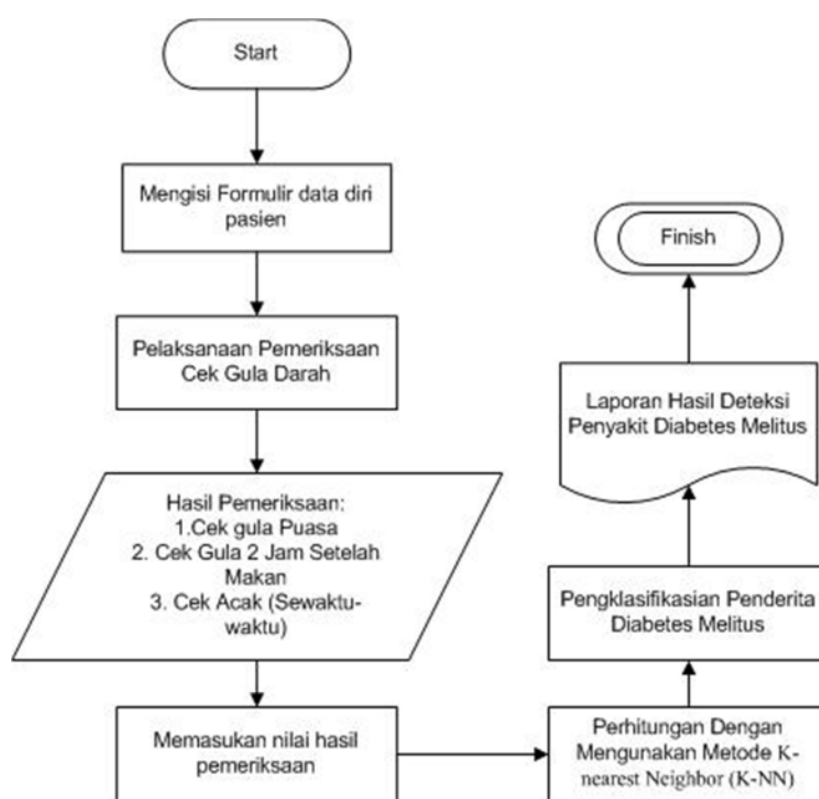 Start
Mengisi Formulir data diri
pasien
Pelaksanaan Pemeriksaan
Cek Gula Darah
Hasil Pemeriksaan:
1.Cek gula Puasa
2. Cek Gula 2 Jam Setelah
Makan
3. Cek Acak (Sewaktu-
waktu)
Memasukan nilai hasil
pemeriksaan
Perhitungan Dengan
Mengunakan Metode K-
nearest Neighbor (K-NN)
Pengklasifikasian Penderita
Diabetes Melitus
Laporan Hasil Deteksi
Penyakit Diabetes Melitus
Finish